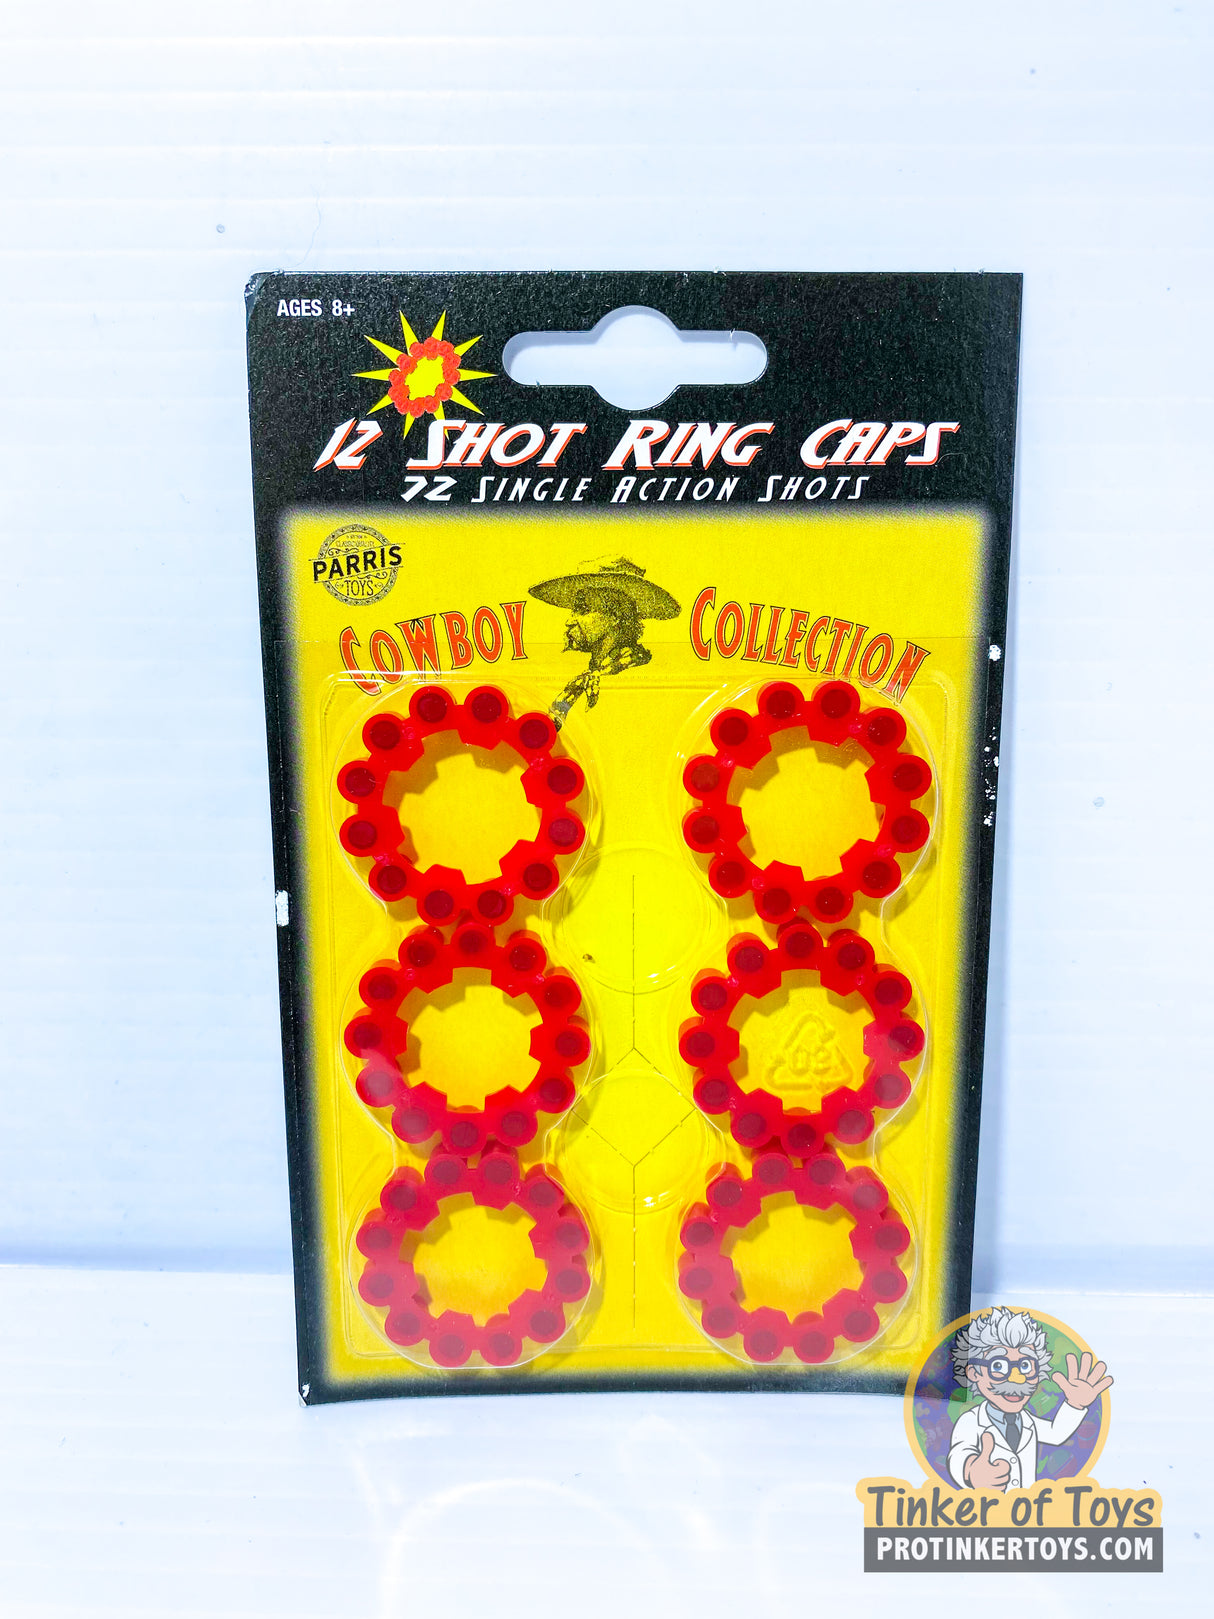 AGES 8+
12 SHOT RING CAPS
72 SINGLE ACTION SHOTS
PARRIS
TOYS
COWBOY COLLECTION
Tinker of Toys
PROTINKERTOYS.COM